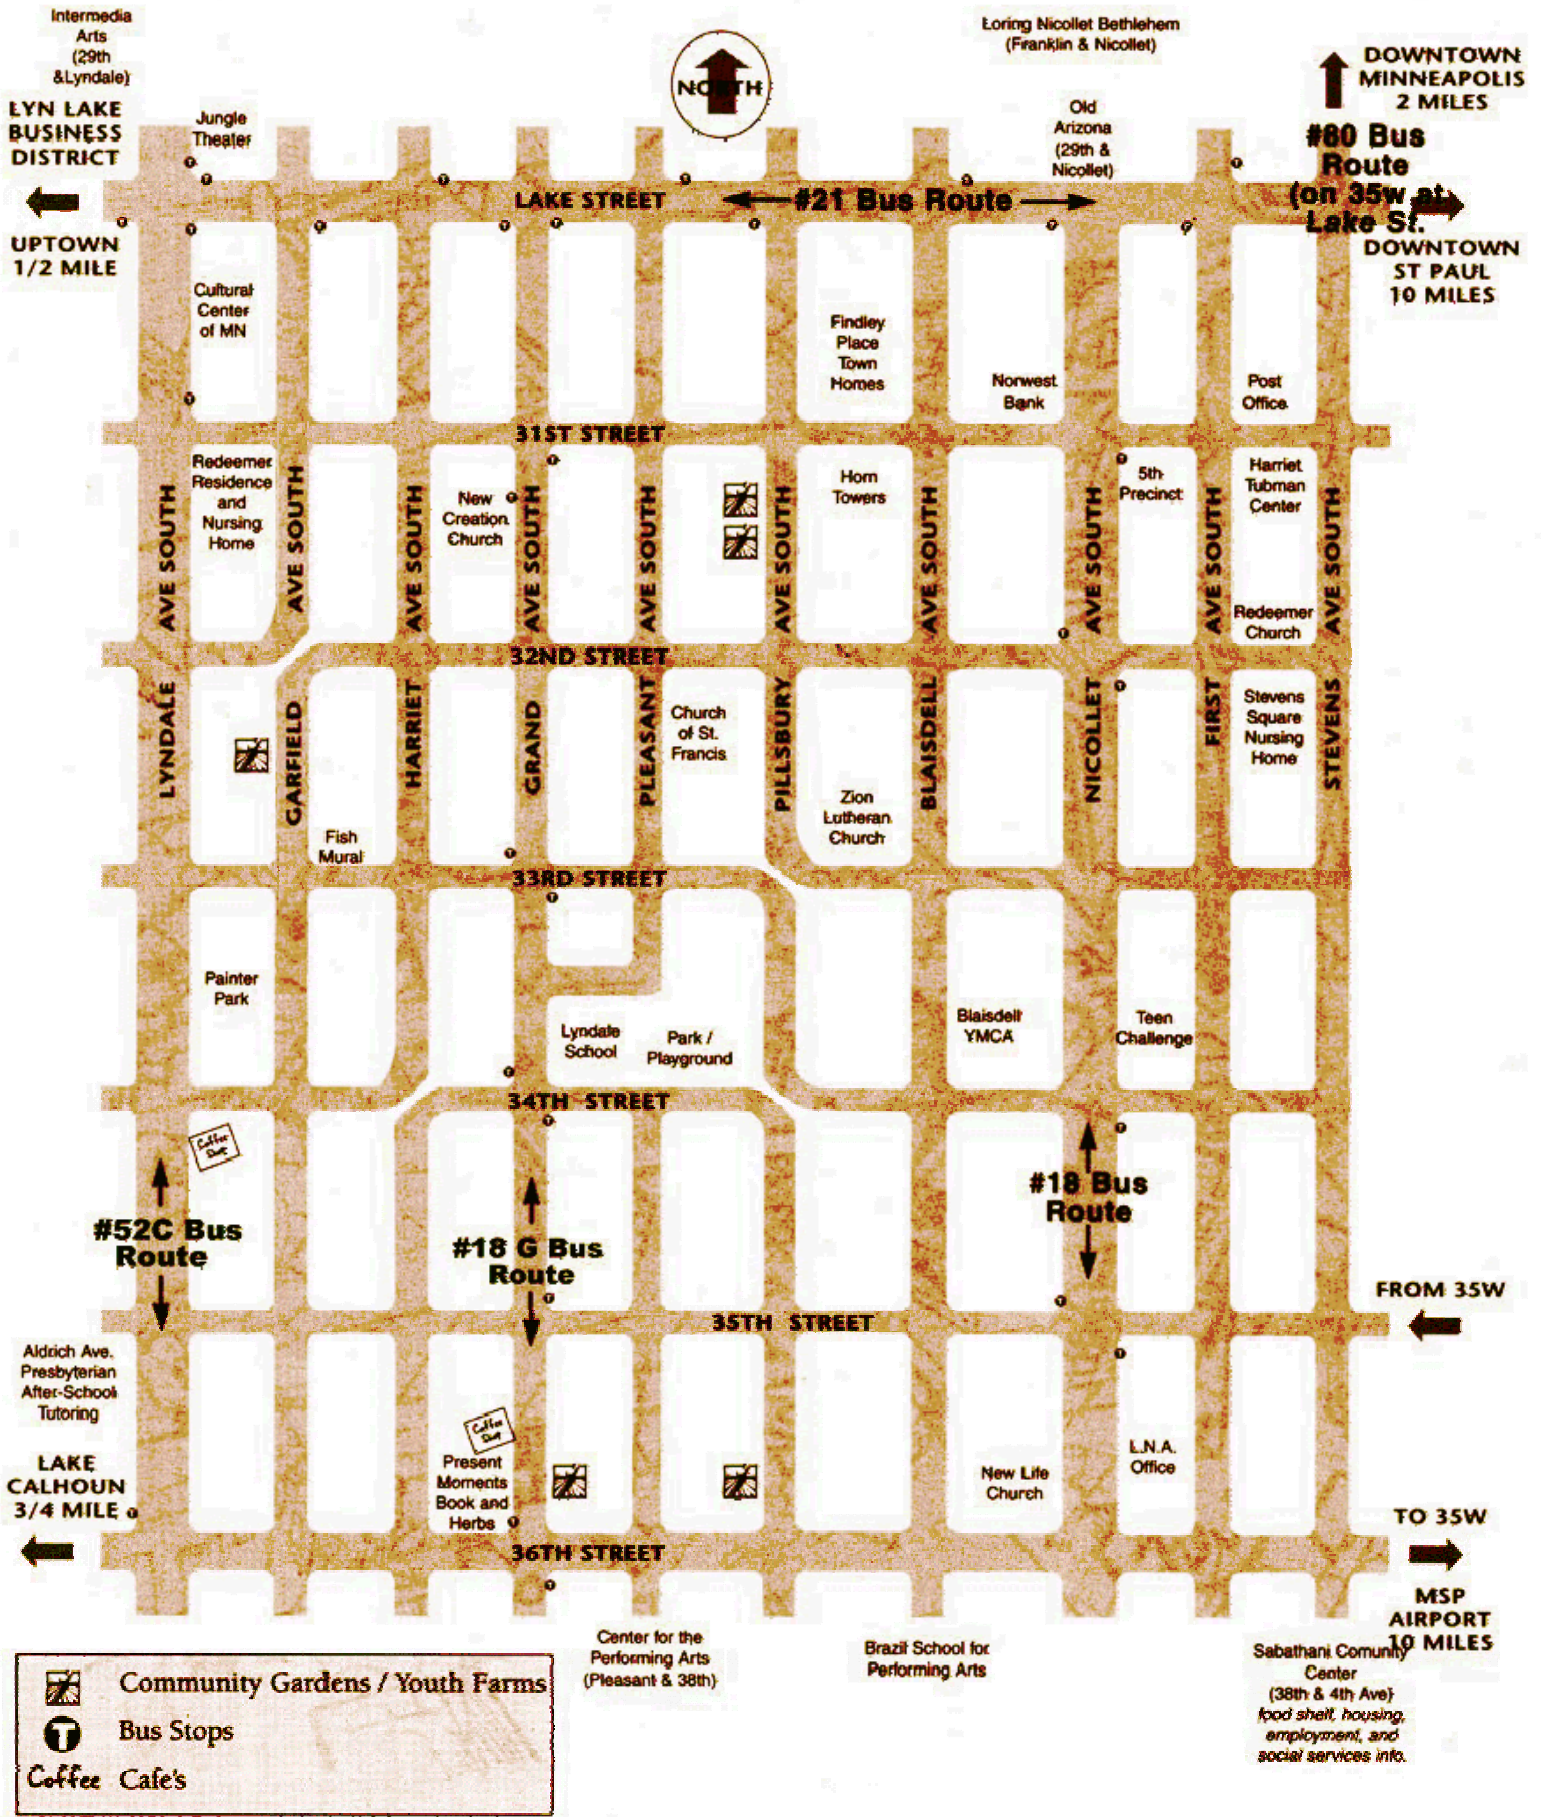 Intermedia
Arts
(29th
&Lyndale)
Loring Nicollet Bethlehem
(Franklin & Nicollet)
NORTH
DOWNTOWN
MINNEAPOLIS
2 MILES
LYN LAKE
BUSINESS
DISTRICT
Jungle
Theater
Old
Arizona
(29th &
Nicollet)
#80 Bus
Route
(on 35w at
Lake St.
LAKE STREET
#21 Bus Route
UPTOWN
1/2 MILE
DOWNTOWN
ST PAUL
10 MILES
Cultural
Center
of MN
Findley
Place
Town
Homes
Norwest
Bank
Post
Office
31ST STREET
Redeemer
Residence
and
Nursing
Home
New
Creation
Church
Horn
Towers
5th
Precinct
Harriet
Tubman
Center
Redeemer
Church
LYNDALE AVE SOUTH
GARFIELD AVE SOUTH
HARRIET AVE SOUTH
GRAND AVE SOUTH
PLEASANT AVE SOUTH
PILLSBURY AVE SOUTH
BLAISDELL AVE SOUTH
NICOLLET AVE SOUTH
FIRST AVE SOUTH
STEVENS AVE SOUTH
32ND STREET
Church
of St.
Francis
Stevens
Square
Nursing
Home
Fish
Mural
Zion
Lutheran
Church
33RD STREET
Painter
Park
Lyndale
School
Park /
Playground
Blaisdell
YMCA
Teen
Challenge
34TH STREET
Coffee
Shop
#52C Bus
Route
#18 G Bus
Route
#18 Bus
Route
FROM 35W
35TH STREET
Aldrich Ave.
Presbyterian
After-School
Tutoring
Coffee
Shop
LAKE
CALHOUN
3/4 MILE
Present
Moments
Book and
Herbs
New Life
Church
L.N.A.
Office
TO 35W
36TH STREET
MSP
AIRPORT
10 MILES
Center for the
Performing Arts
(Pleasant & 38th)
Brazil School for
Performing Arts
Sabathani Comunity
Center
(38th & 4th Ave)
food shelf, housing,
employment, and
social services info.
Community Gardens / Youth Farms
T Bus Stops
Coffee Cafe's